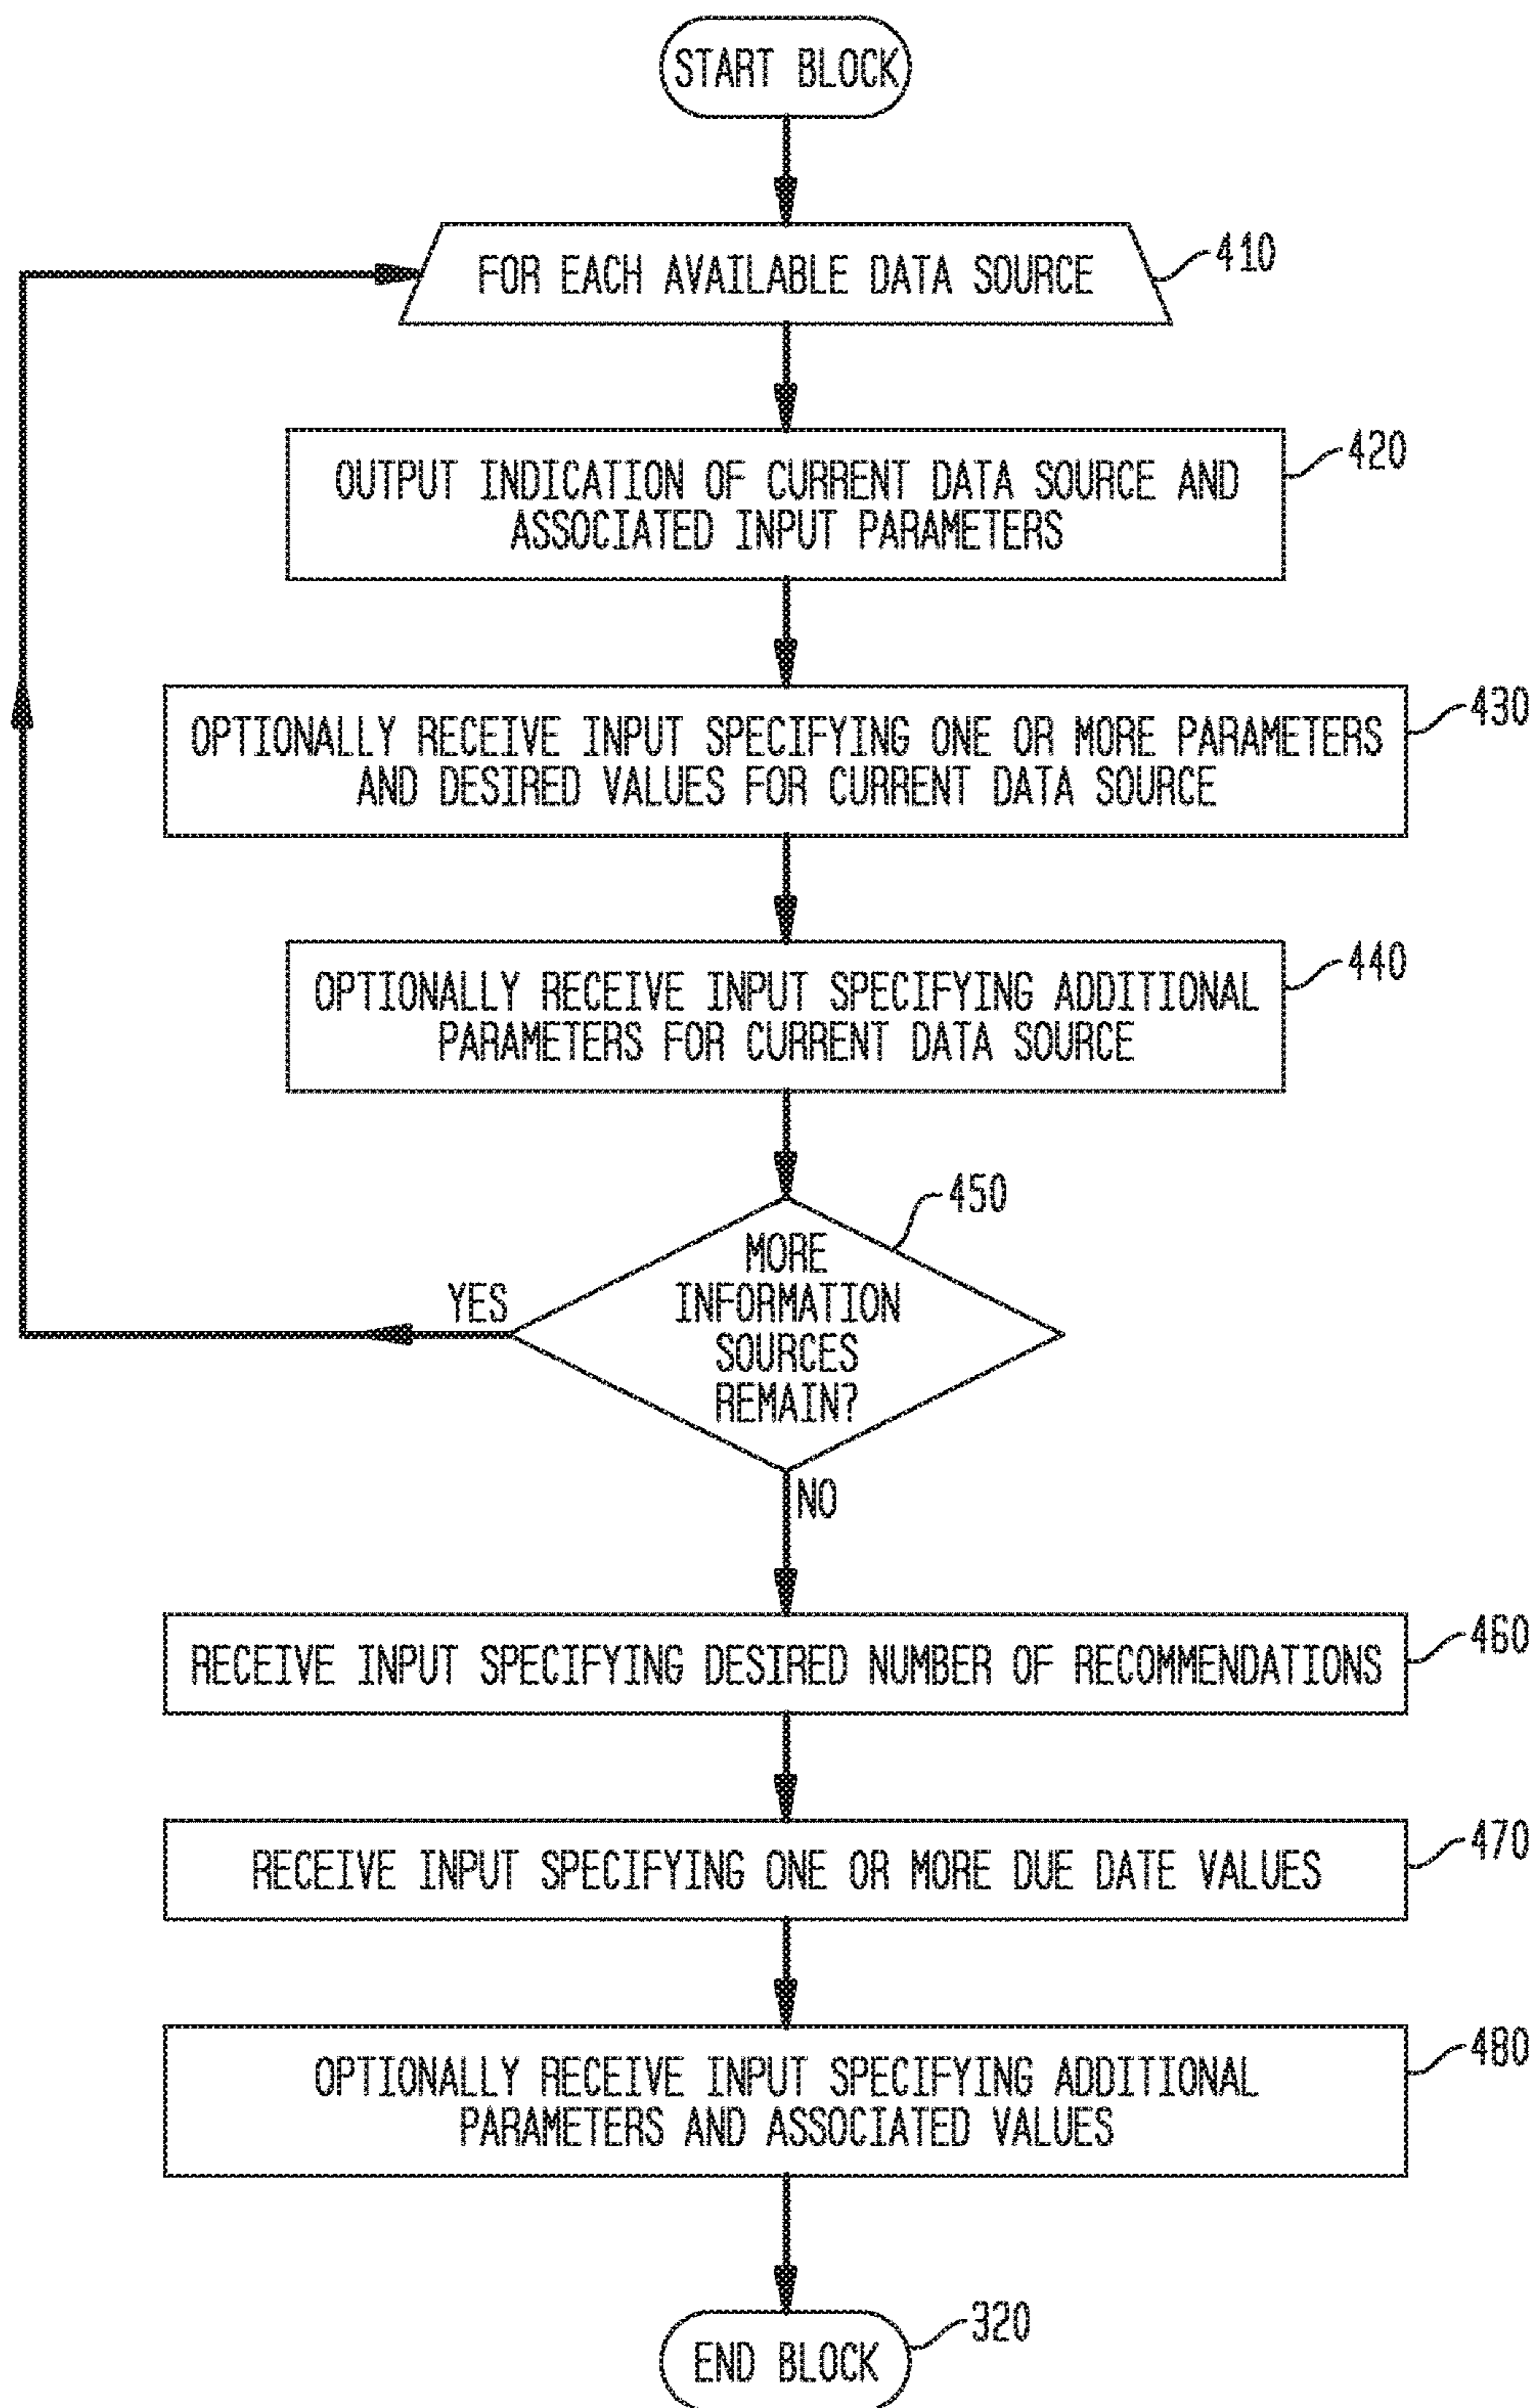 START BLOCK
FOR EACH AVAILABLE DATA SOURCE
410
OUTPUT INDICATION OF CURRENT DATA SOURCE AND
ASSOCIATED INPUT PARAMETERS
420
OPTIONALLY RECEIVE INPUT SPECIFYING ONE OR MORE PARAMETERS
AND DESIRED VALUES FOR CURRENT DATA SOURCE
430
OPTIONALLY RECEIVE INPUT SPECIFYING ADDITIONAL
PARAMETERS FOR CURRENT DATA SOURCE
440
450
MORE
INFORMATION
SOURCES
REMAIN?
YES
NO
RECEIVE INPUT SPECIFYING DESIRED NUMBER OF RECOMMENDATIONS
460
RECEIVE INPUT SPECIFYING ONE OR MORE DUE DATE VALUES
470
OPTIONALLY RECEIVE INPUT SPECIFYING ADDITIONAL
PARAMETERS AND ASSOCIATED VALUES
480
END BLOCK
320